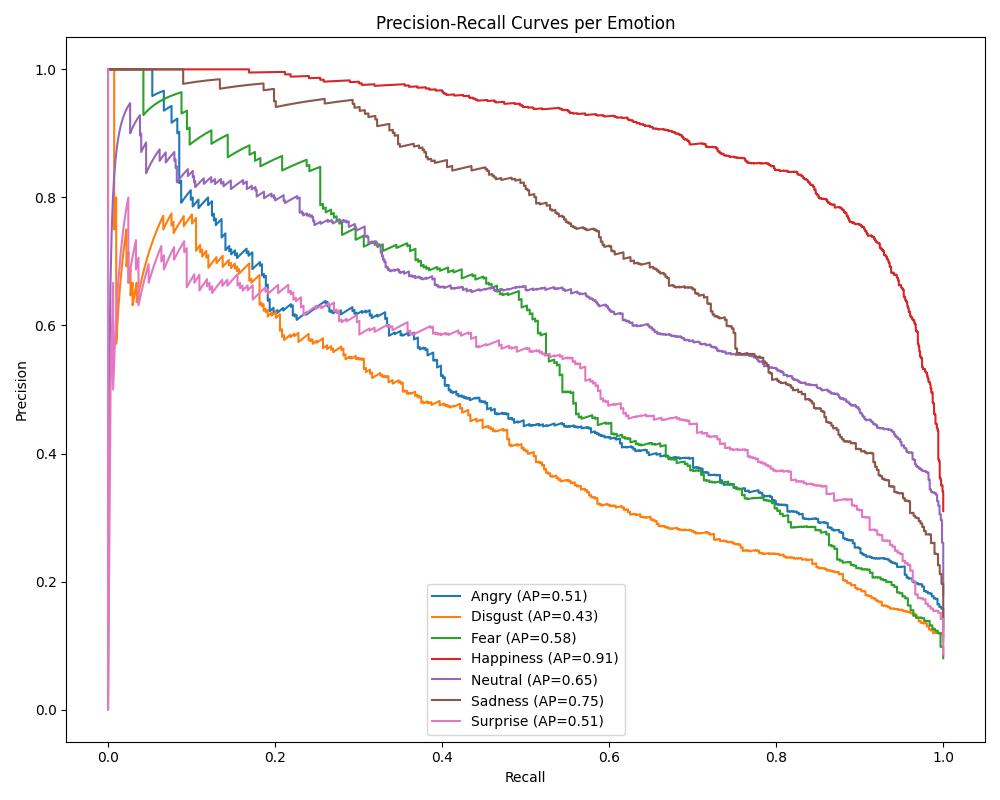 Precision-Recall Curves per Emotion
1.0
0.8
0.6
0.4
0.2
0.0
Precision
Angry (AP=0.51)
Disgust (AP=0.43)
Fear (AP=0.58)
Happiness (AP=0.91)
Neutral (AP=0.65)
Sadness (AP=0.75)
Surprise (AP=0.51)
0.0 0.2 0.4 0.6 0.8 1.0
Recall